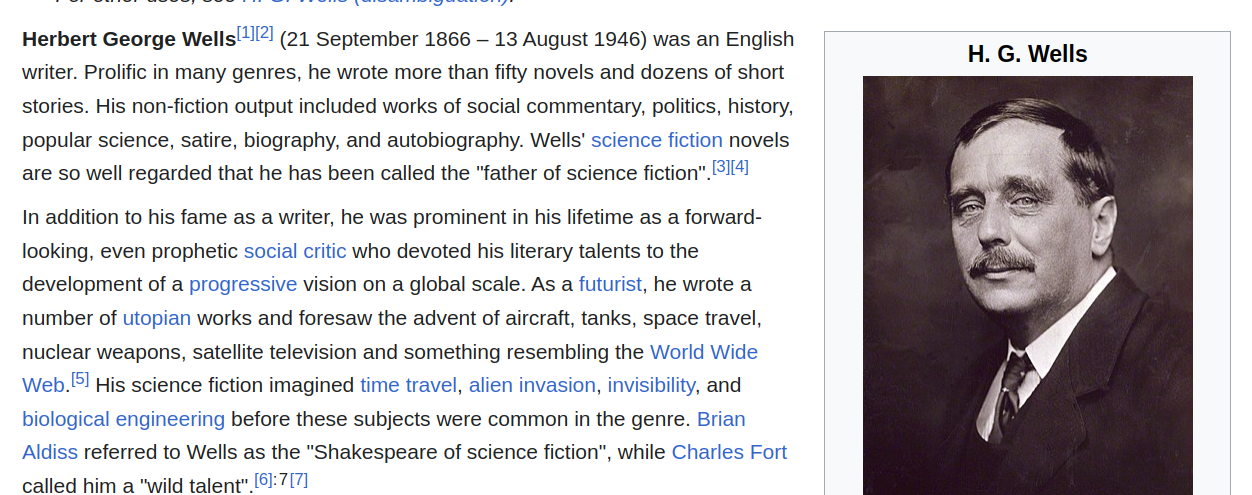 For other uses, see H. G. Wells (disambiguation).
Herbert George Wells[1][2] (21 September 1866 – 13 August 1946) was an English
writer. Prolific in many genres, he wrote more than fifty novels and dozens of short
stories. His non-fiction output included works of social commentary, politics, history,
popular science, satire, biography, and autobiography. Wells' science fiction novels
are so well regarded that he has been called the "father of science fiction".[3][4]
In addition to his fame as a writer, he was prominent in his lifetime as a forward-
looking, even prophetic social critic who devoted his literary talents to the
development of a progressive vision on a global scale. As a futurist, he wrote a
number of utopian works and foresaw the advent of aircraft, tanks, space travel,
nuclear weapons, satellite television and something resembling the World Wide
Web.[5] His science fiction imagined time travel, alien invasion, invisibility, and
biological engineering before these subjects were common in the genre. Brian
Aldiss referred to Wells as the "Shakespeare of science fiction", while Charles Fort
called him a "wild talent".[6]:7[7]
H. G. Wells